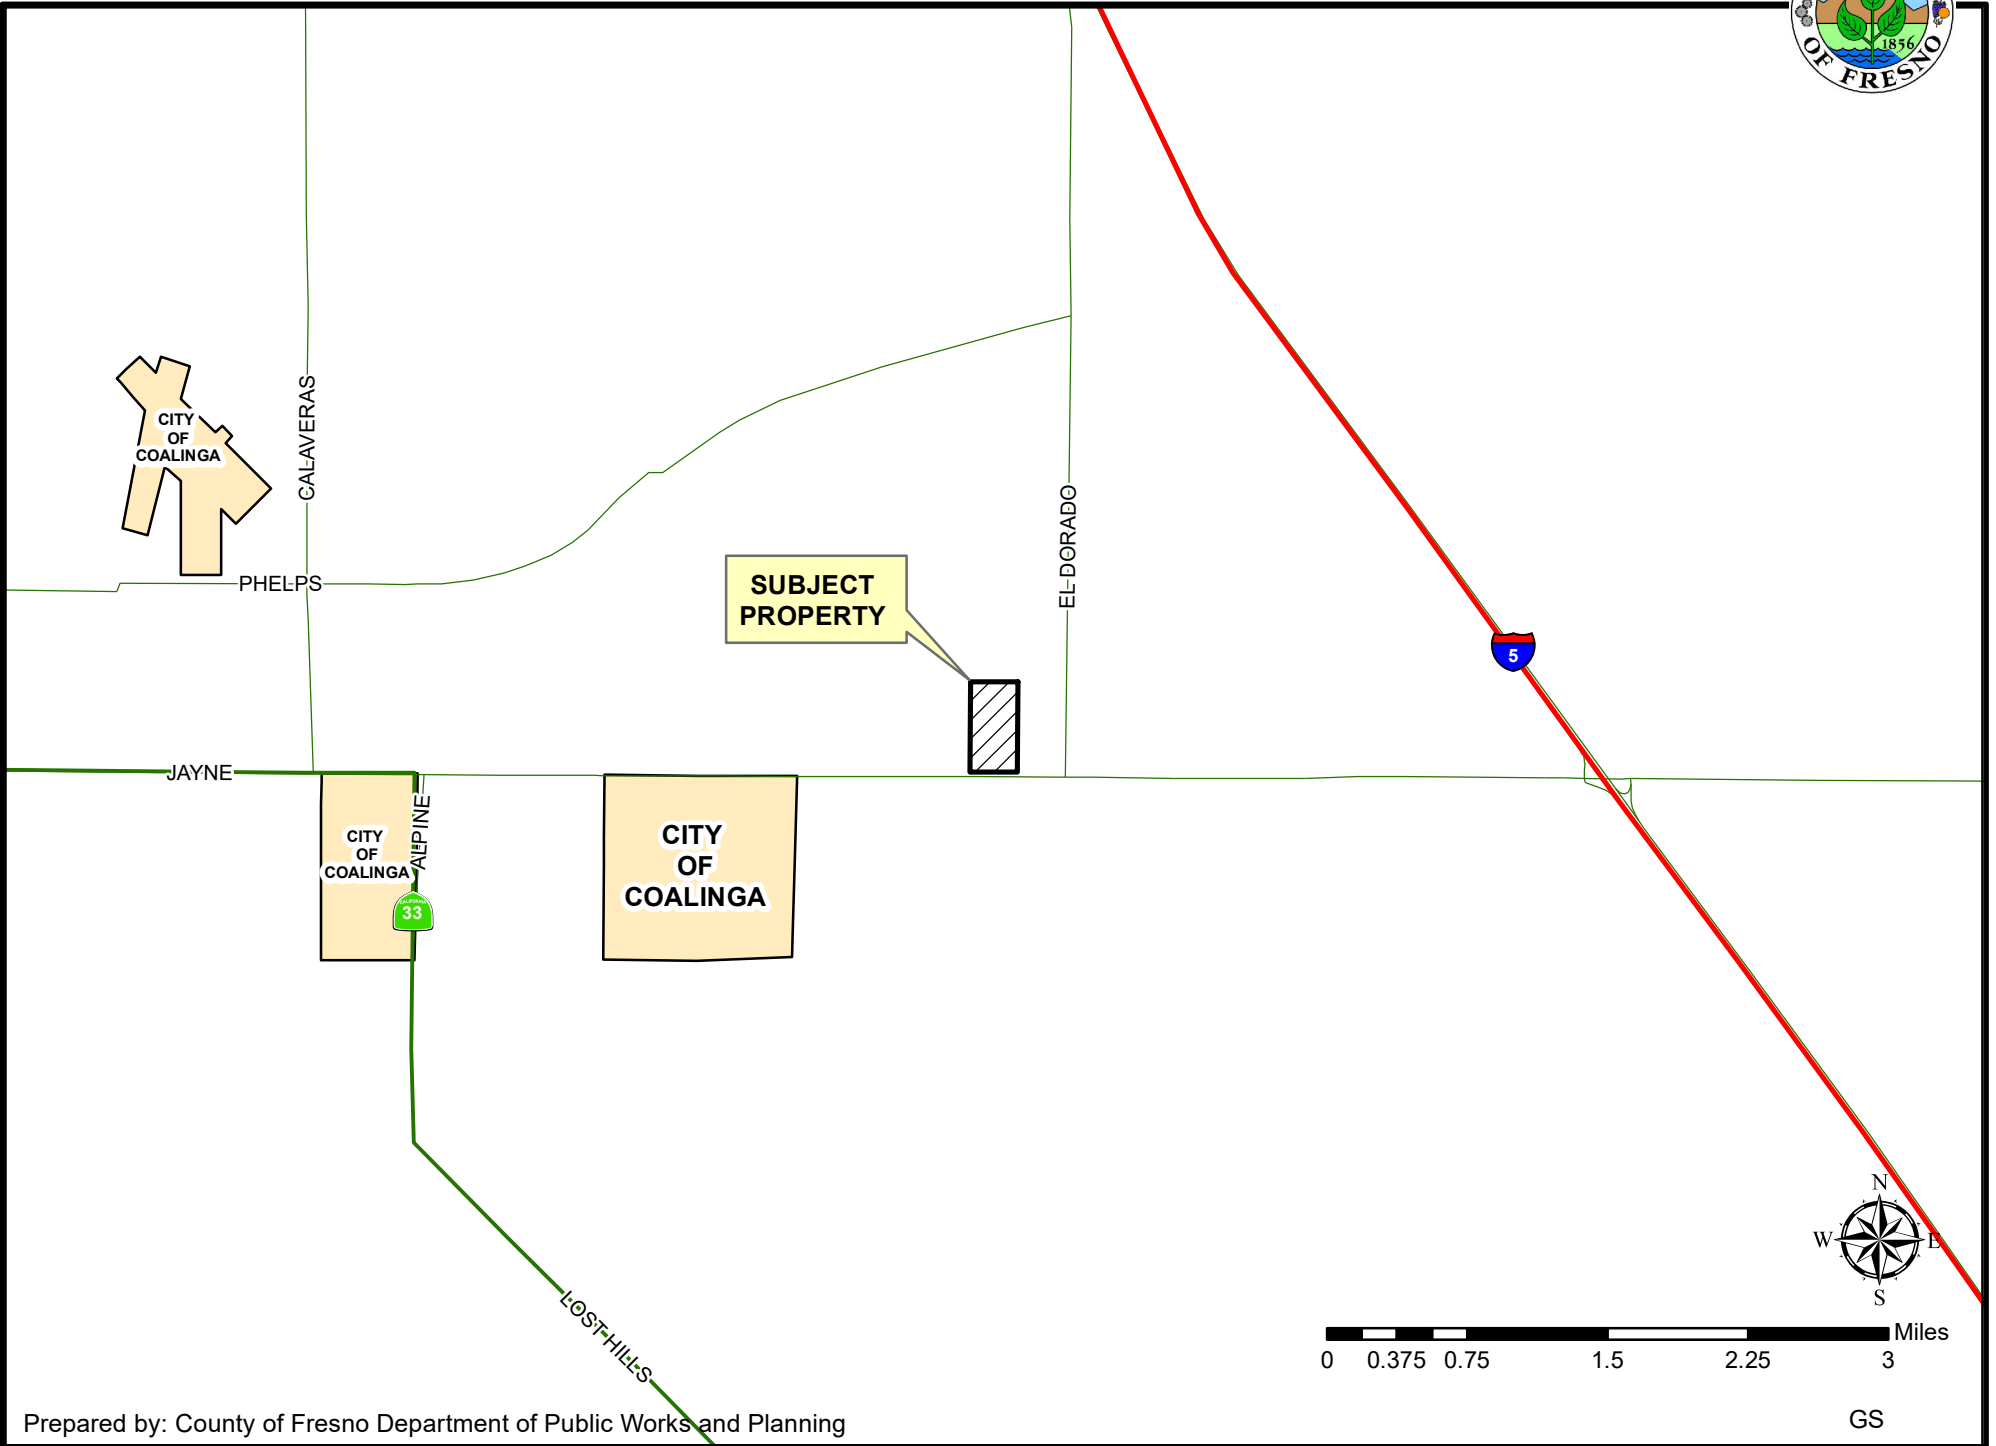 1856
OF FRESNO
CALAVERAS
CITY
OF
COALINGA
EL DORADO
PHELPS
SUBJECT
PROPERTY
5
JAYNE
ALPINE
CITY
OF
COALINGA
CITY
OF
COALINGA
CALIFORNIA
33
N
W E
S
LOST HILLS
Miles
0 0.375 0.75 1.5 2.25 3
Prepared by: County of Fresno Department of Public Works and Planning
GS